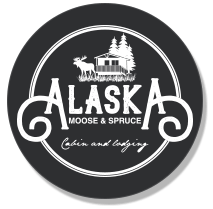 ALASKA
MOOSE & SPRUCE
Cabin and lodging